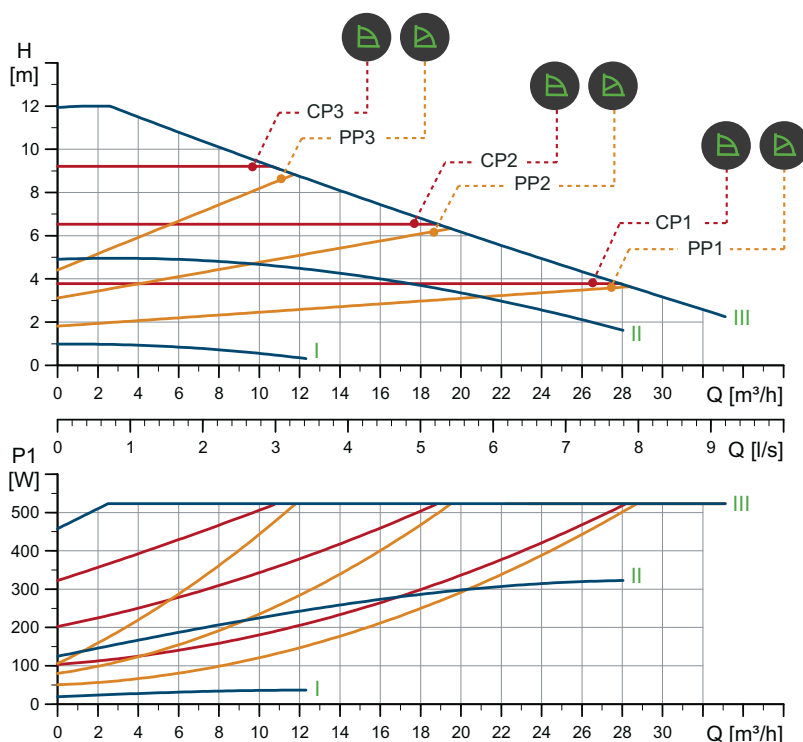 H
[m]
12
10
8
6
4
2
0
CP3
PP3
CP2
PP2
CP1
PP1
I
II
III
0 2 4 6 8 10 12 14 16 18 20 22 24 26 28 30 Q [m³/h]
0 1 2 3 4 5 6 7 8 9 Q [l/s]
P1
[W]
500
400
300
200
100
0
III
II
I
0 2 4 6 8 10 12 14 16 18 20 22 24 26 28 30 Q [m³/h]